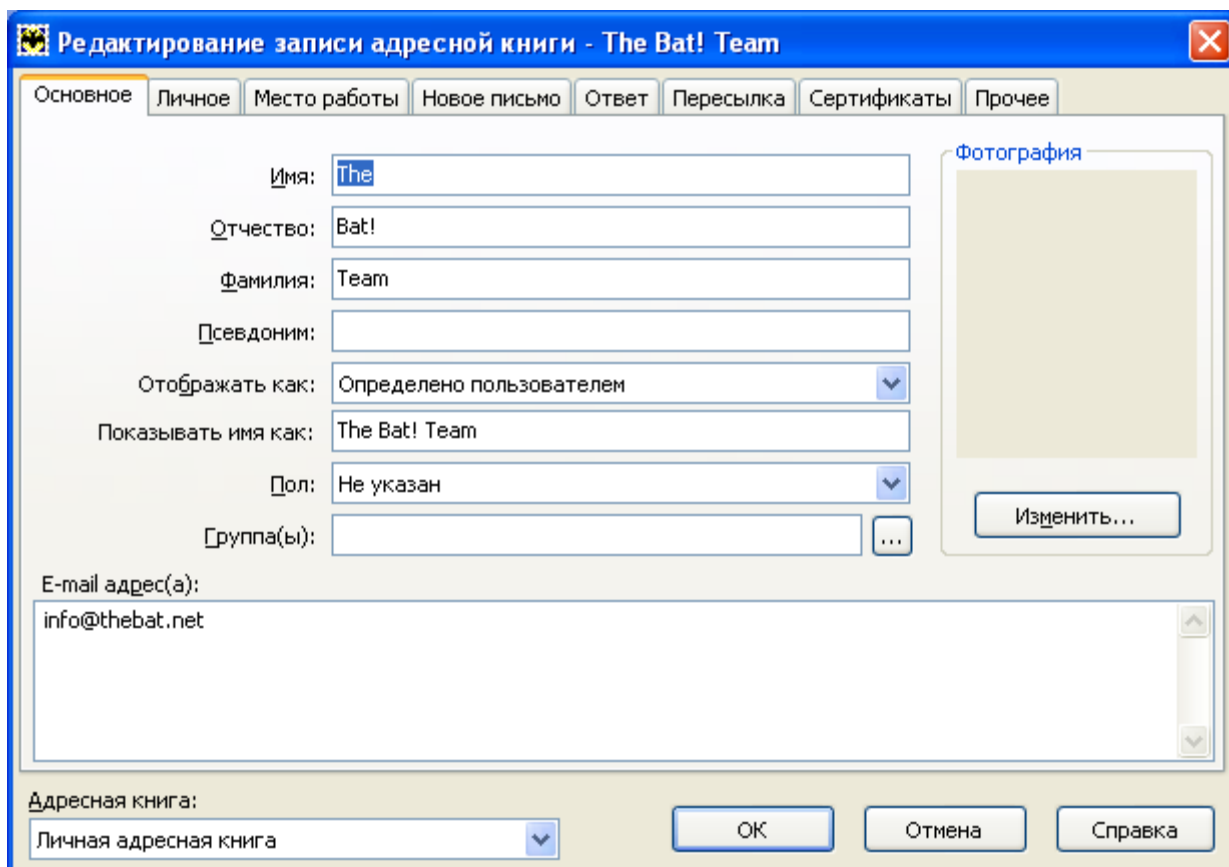 Редактирование записи адресной книги - The Bat! Team
Основное Личное Место работы Новое письмо Ответ Пересылка Сертификаты Прочее
Имя: The
Отчество: Bat!
Фамилия: Team
Псевдоним:
Отображать как: Определено пользователем
Показывать имя как: The Bat! Team
Пол: Не указан
Группа(ы): ...
Фотография
Изменить...
E-mail адрес(а):
info@thebat.net
Адресная книга:
Личная адресная книга
ОК Отмена Справка